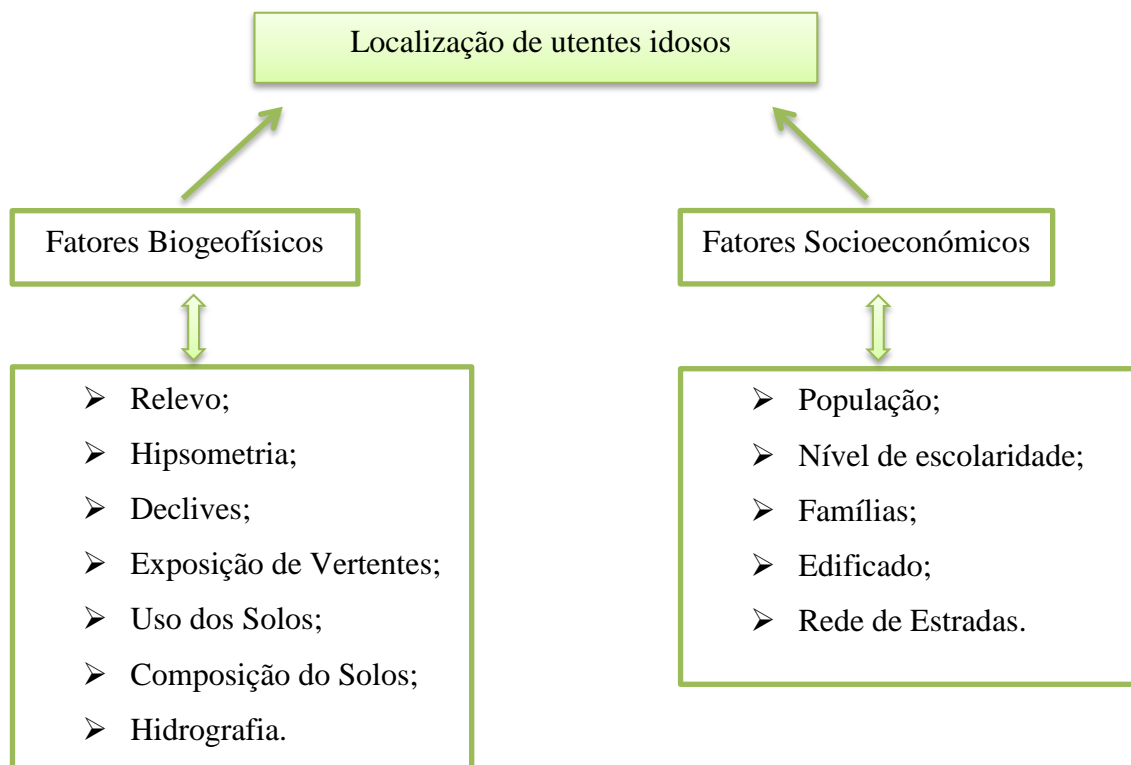 Localização de utentes idosos
Fatores Biogeofísicos
Fatores Socioeconómicos
Relevo;
Hipsometria;
Declives;
Exposição de Vertentes;
Uso dos Solos;
Composição do Solos;
Hidrografia.
População;
Nível de escolaridade;
Famílias;
Edificado;
Rede de Estradas.